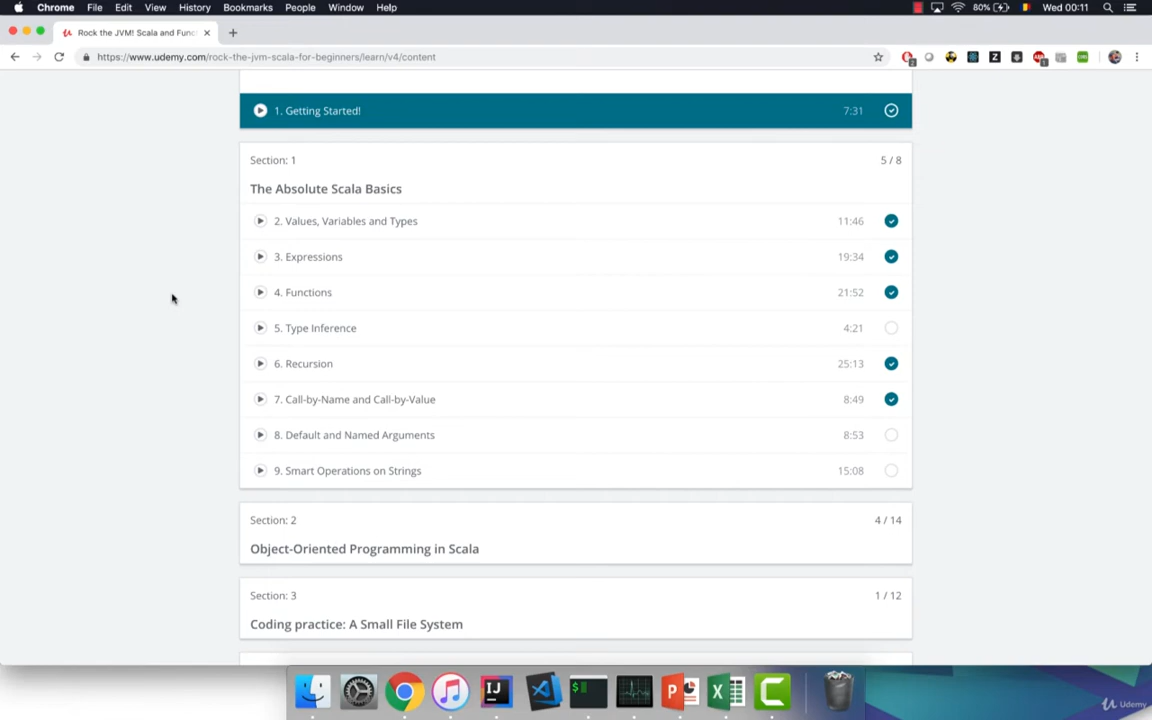 Chrome File Edit View History Bookmarks People Window Help 80% Wed 00:11
Rock the JVM! Scala and Func
https://www.udemy.com/rock-the-jvm-scala-for-beginners/learn/v4/content
1. Getting Started! 7:31
Section: 1 5 / 8
The Absolute Scala Basics
2. Values, Variables and Types 11:46
3. Expressions 19:34
4. Functions 21:52
5. Type Inference 4:21
6. Recursion 25:13
7. Call-by-Name and Call-by-Value 8:49
8. Default and Named Arguments 8:53
9. Smart Operations on Strings 15:08
Section: 2 4 / 14
Object-Oriented Programming in Scala
Section: 3 1 / 12
Coding practice: A Small File System
Udemy